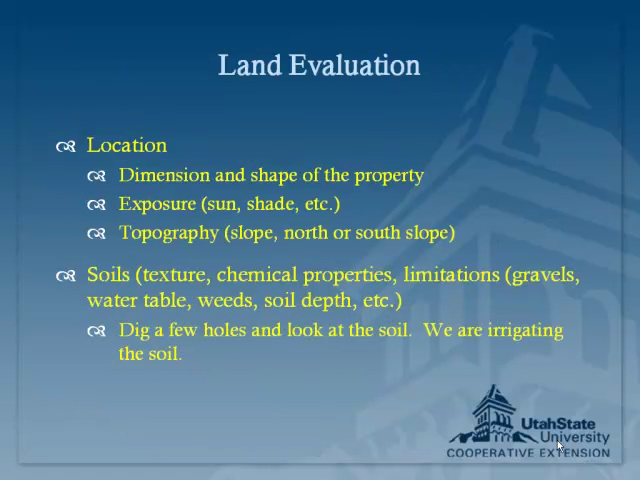 Land Evaluation
Location
Dimension and shape of the property
Exposure (sun, shade, etc.)
Topography (slope, north or south slope)
Soils (texture, chemical properties, limitations (gravels,
water table, weeds, soil depth, etc.)
Dig a few holes and look at the soil.  We are irrigating
the soil.
UtahState
University
COOPERATIVE EXTENSION